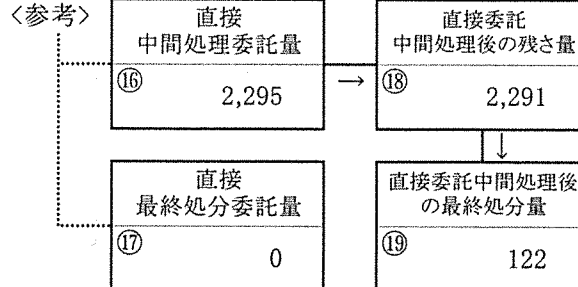 〈参考〉
直接
中間処理委託量
⑯
2,295
→
直接委託
中間処理後の残さ量
⑱
2,291
↓
直接
最終処分委託量
⑰
0
直接委託中間処理後
の最終処分量
⑲
122